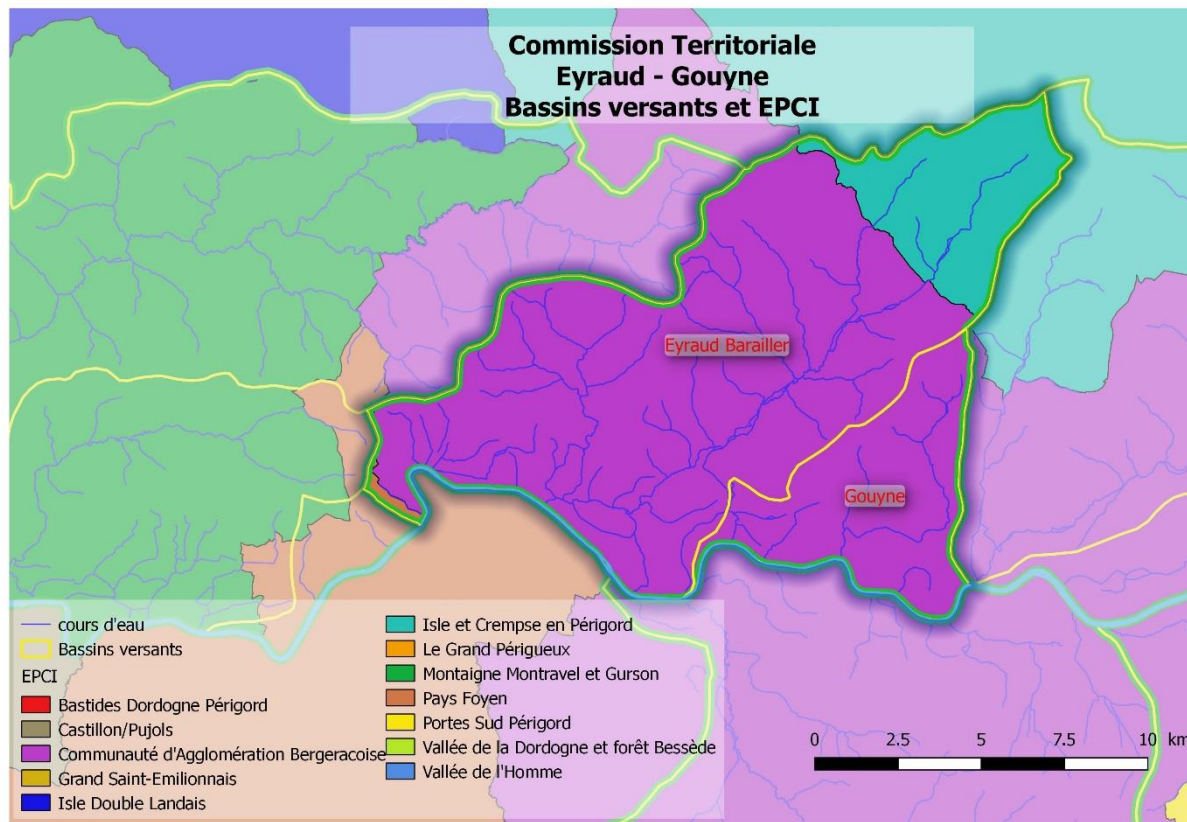 Commission Territoriale
Eyraud - Gouyne
Bassins versants et EPCI
Eyraud Barailler
Gouyne
cours d'eau
Bassins versants
EPCI
Bastides Dordogne Périgord
Castillon/Pujols
Communauté d'Agglomération Bergeracoise
Grand Saint-Emilionnais
Isle Double Landais
Isle et Crempse en Périgord
Le Grand Périgueux
Montaigne Montravel et Gurson
Pays Foyen
Portes Sud Périgord
Vallée de la Dordogne et forêt Bessède
Vallée de l'Homme
0 2.5 5 7.5 10 km